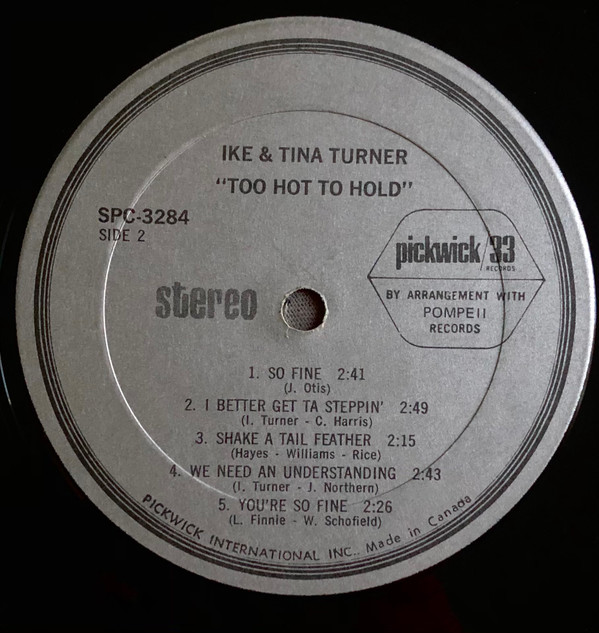 IKE & TINA TURNER
"TOO HOT TO HOLD"
SPC-3284
SIDE 2
pickwick/33
RECORDS
BY ARRANGEMENT WITH
POMPEII
RECORDS
stereo
1. SO FINE 2:41
(J. Otis)
2. I BETTER GET TA STEPPIN' 2:49
(I. Turner - C. Harris)
3. SHAKE A TAIL FEATHER 2:15
(Hayes - Williams - Rice)
4. WE NEED AN UNDERSTANDING 2:43
(I. Turner - J. Northern)
5. YOU'RE SO FINE 2:26
(L. Finnie - W. Schofield)
PICKWICK INTERNATIONAL INC., Made in Canada